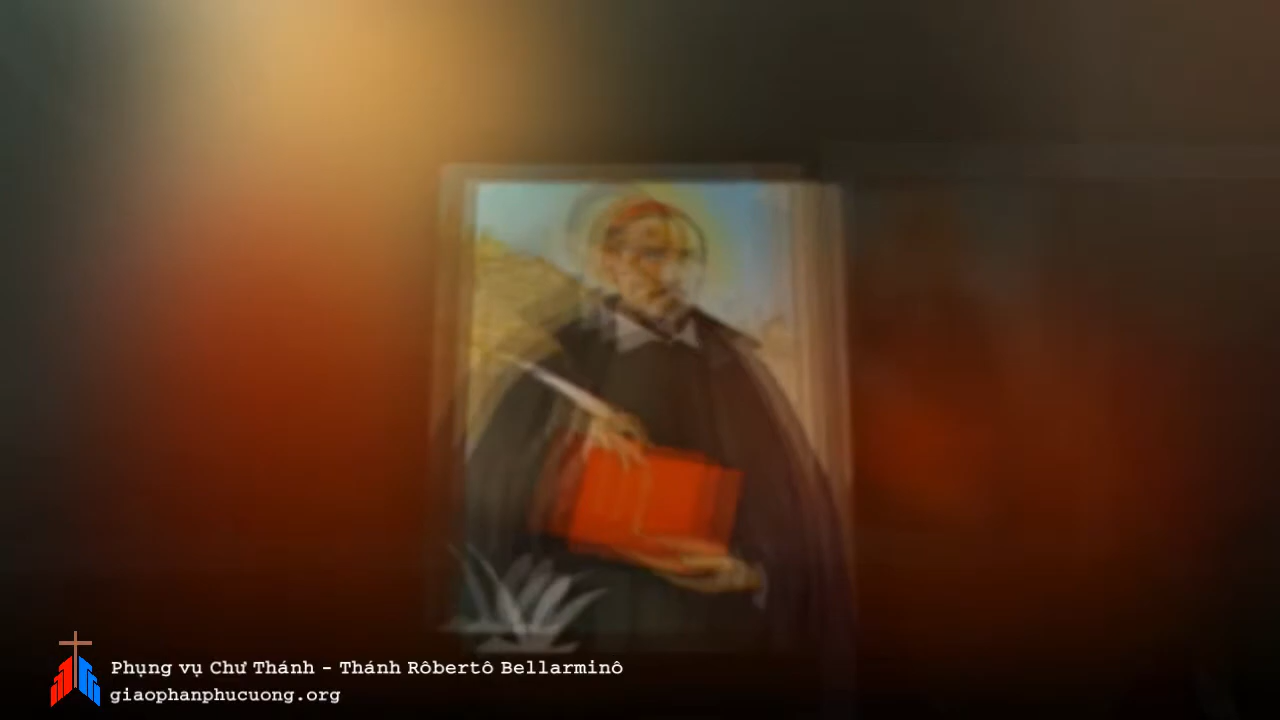 Phụng vụ Chư Thánh - Thánh Rôbertô Bellarminô
giaophanphucuong.org